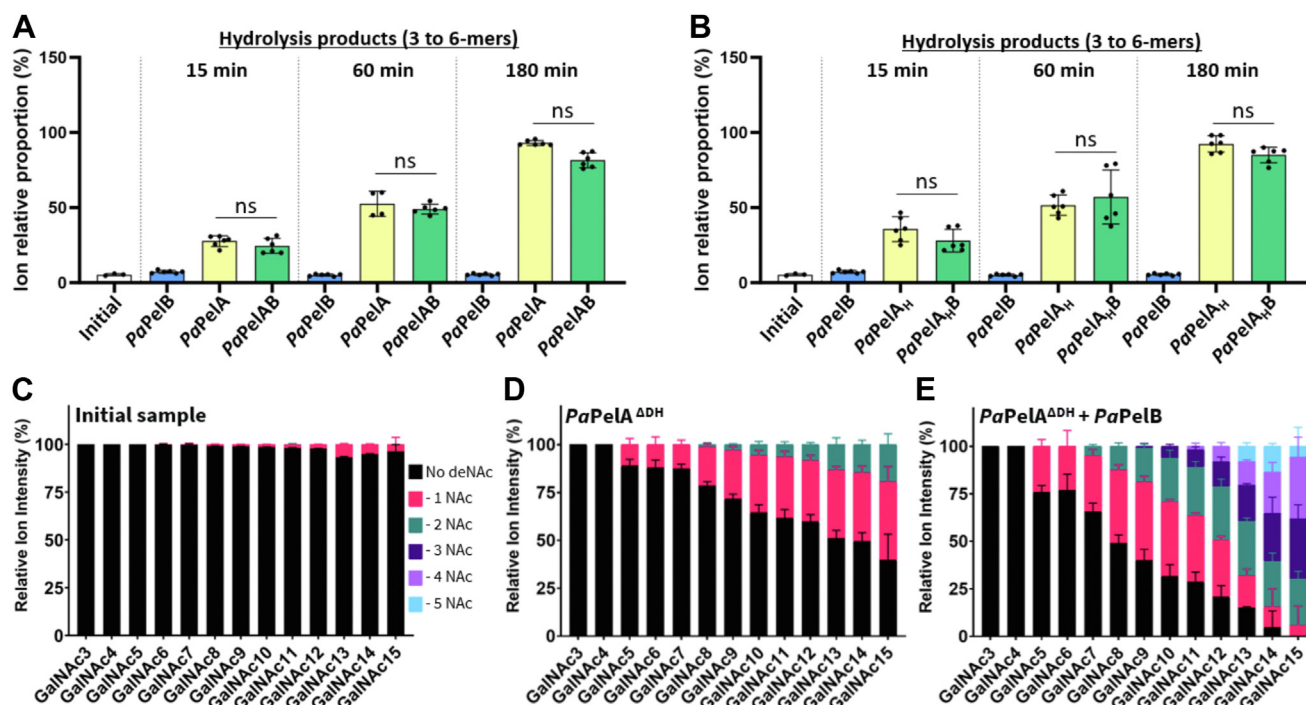 A
Hydrolysis products (3 to 6-mers)
Ion relative proportion (%)
150
100
50
0
15 min
60 min
180 min
ns
ns
ns
Initial
PaPelB
PaPelA
PaPelAB
PaPelB
PaPelA
PaPelAB
PaPelB
PaPelA
PaPelAB
B
Hydrolysis products (3 to 6-mers)
Ion relative proportion (%)
150
100
50
0
15 min
60 min
180 min
ns
ns
ns
Initial
PaPelB
PaPelAH
PaPelAHB
PaPelB
PaPelAH
PaPelAHB
PaPelB
PaPelAH
PaPelAHB
C
Initial sample
Relative Ion Intensity (%)
100
75
50
25
0
No deNAc
- 1 NAc
- 2 NAc
- 3 NAc
- 4 NAc
- 5 NAc
GalNAc3
GalNAc4
GalNAc5
GalNAc6
GalNAc7
GalNAc8
GalNAc9
GalNAc10
GalNAc11
GalNAc12
GalNAc13
GalNAc14
GalNAc15
D
PaPelA ΔDH
Relative Ion Intensity (%)
100
75
50
25
0
GalNAc3
GalNAc4
GalNAc5
GalNAc6
GalNAc7
GalNAc8
GalNAc9
GalNAc10
GalNAc11
GalNAc12
GalNAc13
GalNAc14
GalNAc15
E
PaPelAΔDH + PaPelB
Relative Ion Intensity (%)
100
75
50
25
0
GalNAc3
GalNAc4
GalNAc5
GalNAc6
GalNAc7
GalNAc8
GalNAc9
GalNAc10
GalNAc11
GalNAc12
GalNAc13
GalNAc14
GalNAc15